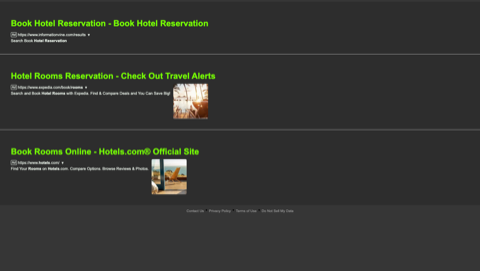 Book Hotel Reservation - Book Hotel Reservation
Ad https://www.informationvine.com/results ▼
Search Book Hotel Reservation
Hotel Rooms Reservation - Check Out Travel Alerts
Ad https://www.expedia.com/book/rooms ▼
Search and Book Hotel Rooms with Expedia. Find & Compare Deals and You Can Save Big!
Book Rooms Online - Hotels.com® Official Site
Ad https://www.hotels.com/ ▼
Find Your Rooms on Hotels.com. Compare Options. Browse Reviews & Photos.
Contact Us Privacy Policy Terms of Use Do Not Sell My Data